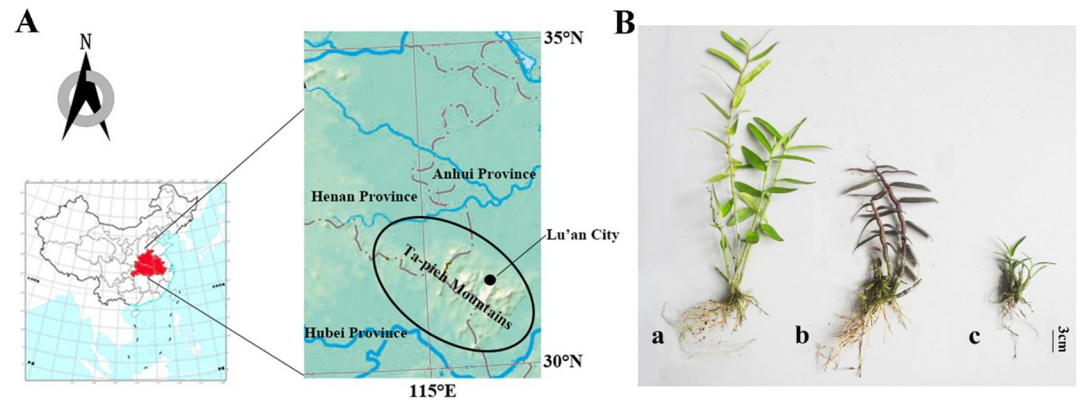 A
N
35°N
Anhui Province
Henan Province
Lu'an City
Ta-pieh Mountains
Hubei Province
30°N
115°E
B
a
b
c
3cm